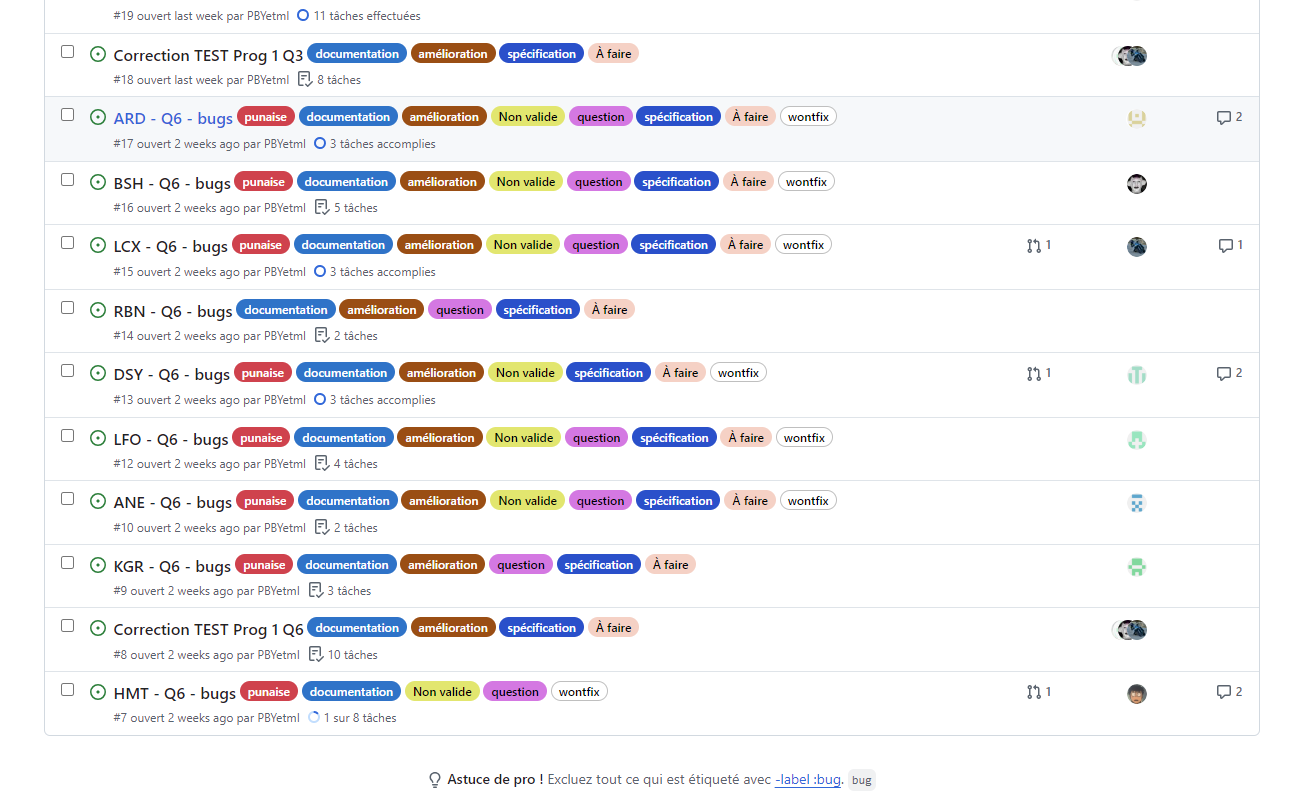 #19 ouvert last week par PBYetml 11 tâches effectuées
Correction TEST Prog 1 Q3 documentation amélioration spécification À faire
#18 ouvert last week par PBYetml 8 tâches
ARD - Q6 - bugs punaise documentation amélioration Non valide question spécification À faire wontfix 2
#17 ouvert 2 weeks ago par PBYetml 3 tâches accomplies
BSH - Q6 - bugs punaise documentation amélioration Non valide question spécification À faire wontfix
#16 ouvert 2 weeks ago par PBYetml 5 tâches
LCX - Q6 - bugs punaise documentation amélioration Non valide question spécification À faire wontfix 1 1
#15 ouvert 2 weeks ago par PBYetml 3 tâches accomplies
RBN - Q6 - bugs documentation amélioration question spécification À faire
#14 ouvert 2 weeks ago par PBYetml 2 tâches
DSY - Q6 - bugs punaise documentation amélioration Non valide spécification À faire wontfix 1 2
#13 ouvert 2 weeks ago par PBYetml 3 tâches accomplies
LFO - Q6 - bugs punaise documentation amélioration Non valide question spécification À faire wontfix
#12 ouvert 2 weeks ago par PBYetml 4 tâches
ANE - Q6 - bugs punaise documentation amélioration Non valide question spécification À faire wontfix
#10 ouvert 2 weeks ago par PBYetml 2 tâches
KGR - Q6 - bugs punaise documentation amélioration question spécification À faire
#9 ouvert 2 weeks ago par PBYetml 3 tâches
Correction TEST Prog 1 Q6 documentation amélioration spécification À faire
#8 ouvert 2 weeks ago par PBYetml 10 tâches
HMT - Q6 - bugs punaise documentation Non valide question wontfix 1 2
#7 ouvert 2 weeks ago par PBYetml 1 sur 8 tâches
Astuce de pro ! Excluez tout ce qui est étiqueté avec -label :bug. bug